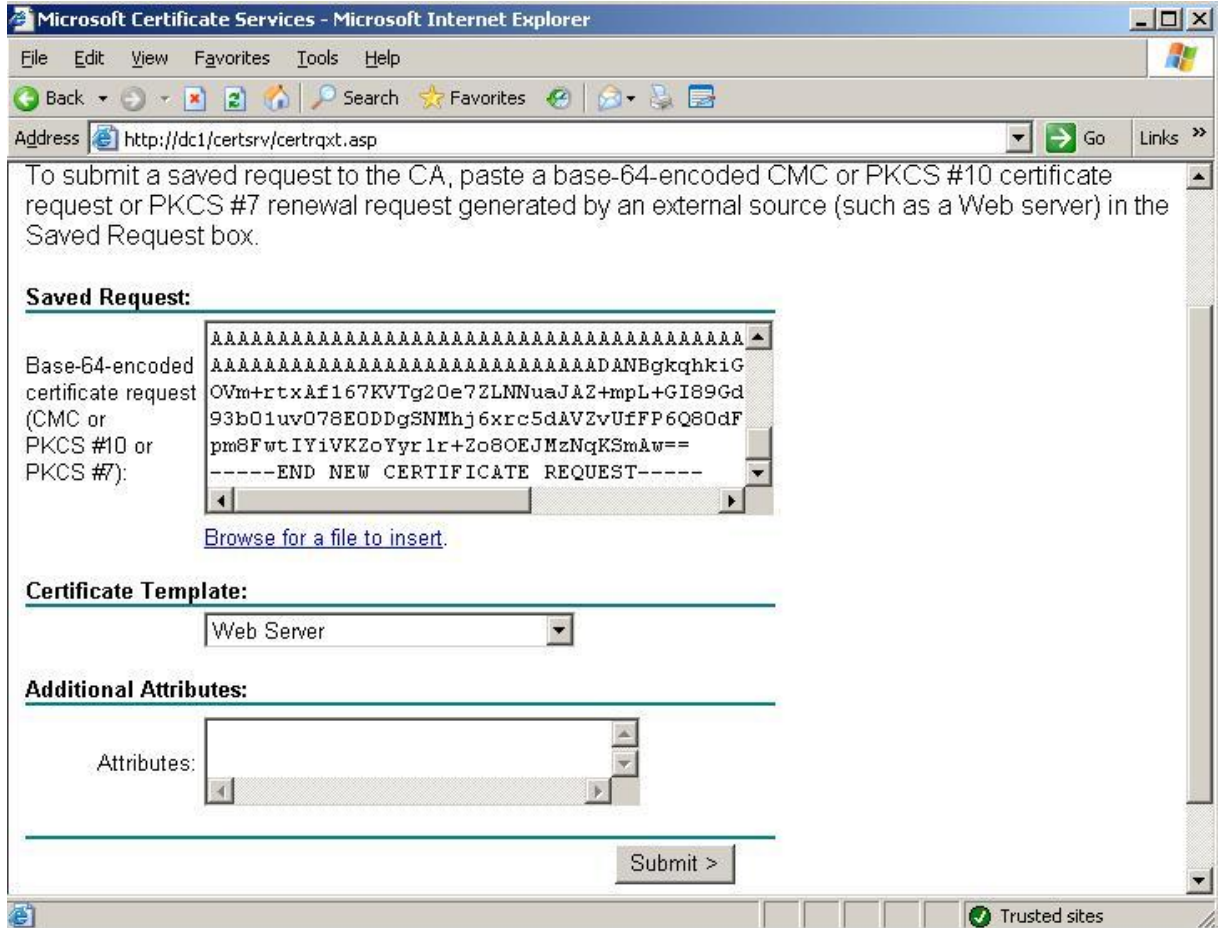 Microsoft Certificate Services - Microsoft Internet Explorer
File Edit View Favorites Tools Help
Back Search Favorites
Address http://dc1/certsrv/certrqxt.asp Go Links »
To submit a saved request to the CA, paste a base-64-encoded CMC or PKCS #10 certificate
request or PKCS #7 renewal request generated by an external source (such as a Web server) in the
Saved Request box.
Saved Request:
Base-64-encoded
certificate request
(CMC or
PKCS #10 or
PKCS #7):
AAAAAAAAAAAAAAAAAAAAAAAAAAAAAAAAAAAAAAAA
AAAAAAAAAAAAAAAAAAAAAAAAAAAAADANBgkqhkiG
OVm+rtxAf167KVTg20e7ZLNNuaJAZ+mpL+GI89Gd
93b01uv078E0DDgSNMhj6xrc5dAVZvUfFP6Q80dF
pm8FwtIYiVKZoYyrlr+Zo8OEJMzNqKSmAw==
-----END NEW CERTIFICATE REQUEST-----
Browse for a file to insert.
Certificate Template:
Web Server
Additional Attributes:
Attributes:
Submit >
Trusted sites